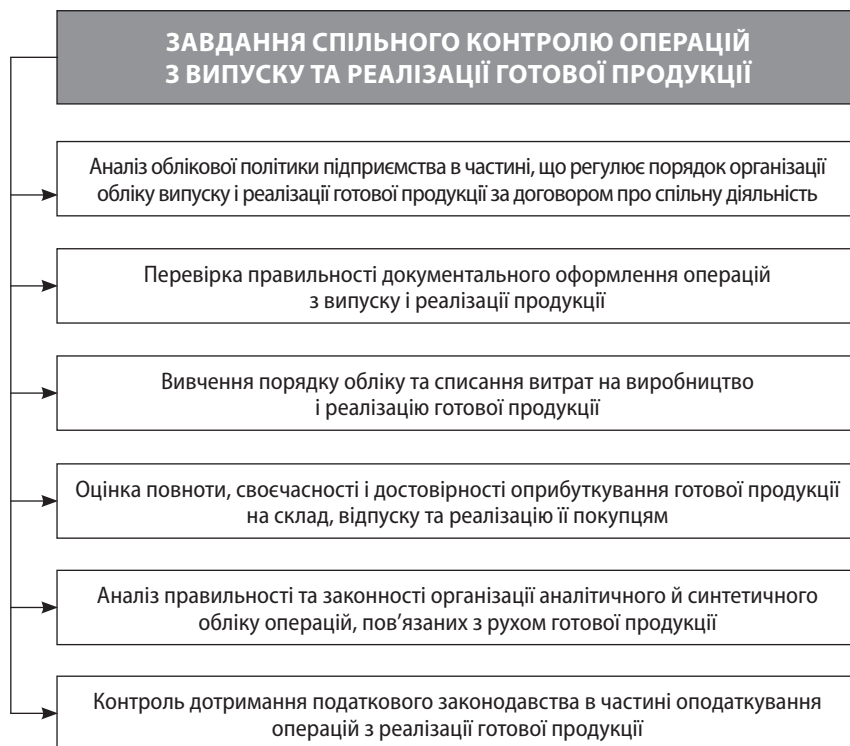 ЗАВДАННЯ СПІЛЬНОГО КОНТРОЛЮ ОПЕРАЦІЙ
З ВИПУСКУ ТА РЕАЛІЗАЦІЇ ГОТОВОЇ ПРОДУКЦІЇ
Аналіз облікової політики підприємства в частині, що регулює порядок організації
обліку випуску і реалізації готової продукції за договором про спільну діяльність
Перевірка правильності документального оформлення операцій
з випуску і реалізації продукції
Вивчення порядку обліку та списання витрат на виробництво
і реалізацію готової продукції
Оцінка повноти, своєчасності і достовірності оприбуткування готової продукції
на склад, відпуску та реалізацію її покупцям
Аналіз правильності та законності організації аналітичного й синтетичного
обліку операцій, пов’язаних з рухом готової продукції
Контроль дотримання податкового законодавства в частині оподаткування
операцій з реалізації готової продукції